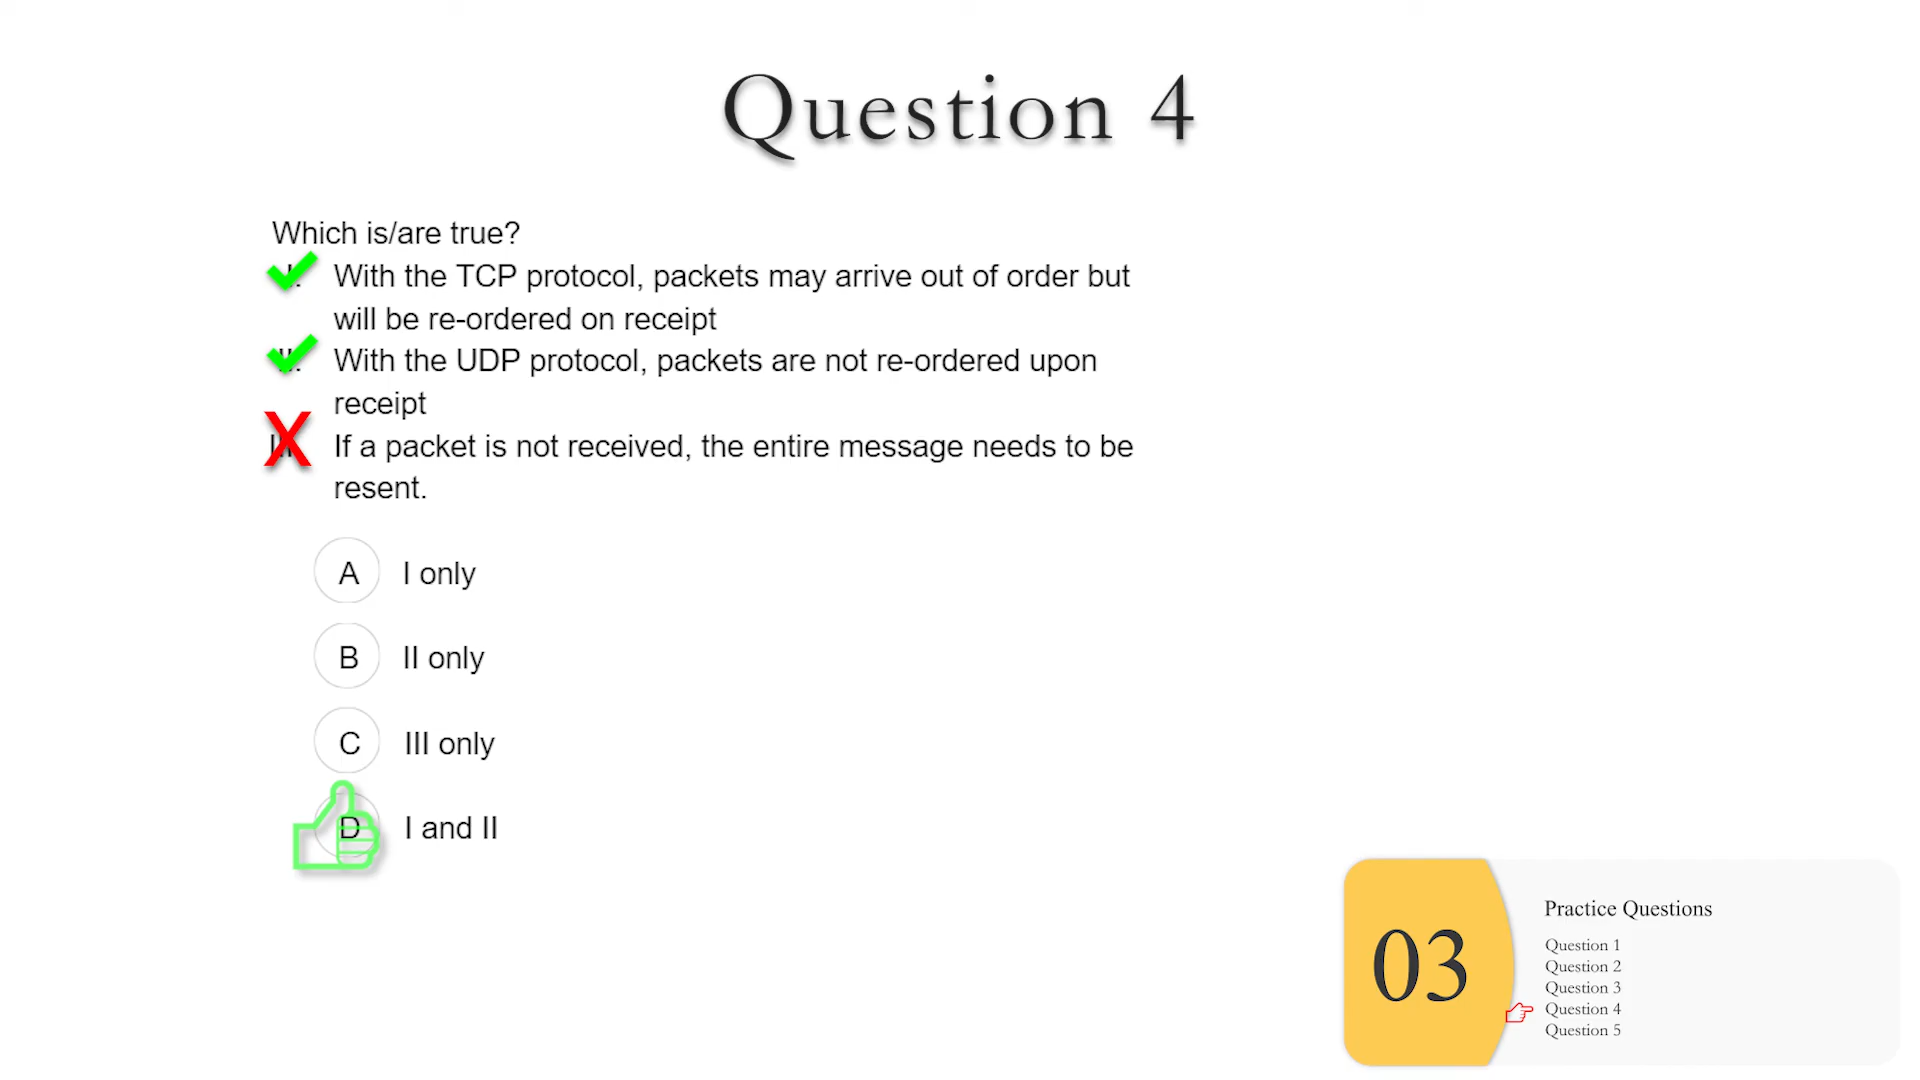 Question 4
Which is/are true?
With the TCP protocol, packets may arrive out of order but
will be re-ordered on receipt
With the UDP protocol, packets are not re-ordered upon
receipt
If a packet is not received, the entire message needs to be
resent.
A I only
B II only
C III only
D I and II
03
Practice Questions
Question 1
Question 2
Question 3
Question 4
Question 5